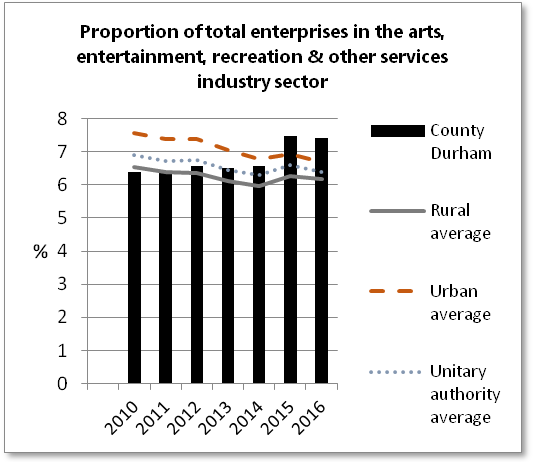 Proportion of total enterprises in the arts,
entertainment, recreation & other services
industry sector
8
7
6
5
4
3
2
1
0
%
2010
2011
2012
2013
2014
2015
2016
County
Durham
Rural
average
Urban
average
Unitary
authority
average